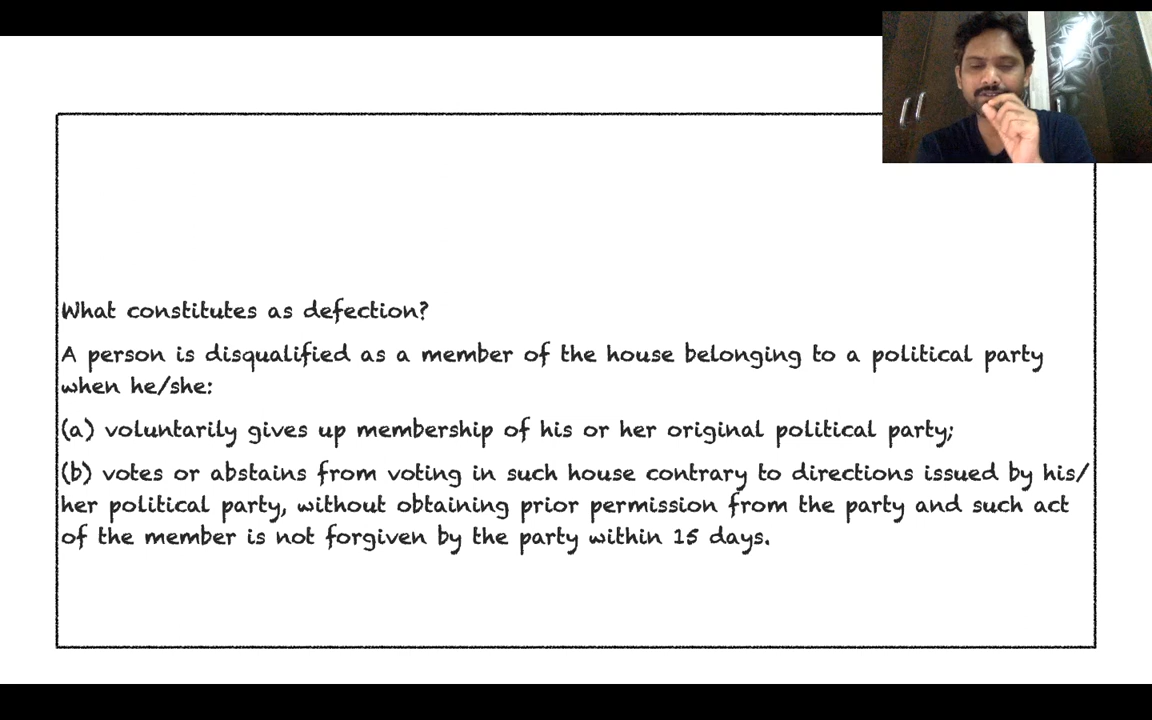 What constitutes as defection?
A person is disqualified as a member of the house belonging to a political party
when he/she:
(a) voluntarily gives up membership of his or her original political party;
(b) votes or abstains from voting in such house contrary to directions issued by his/
her political party, without obtaining prior permission from the party and such act
of the member is not forgiven by the party within 15 days.